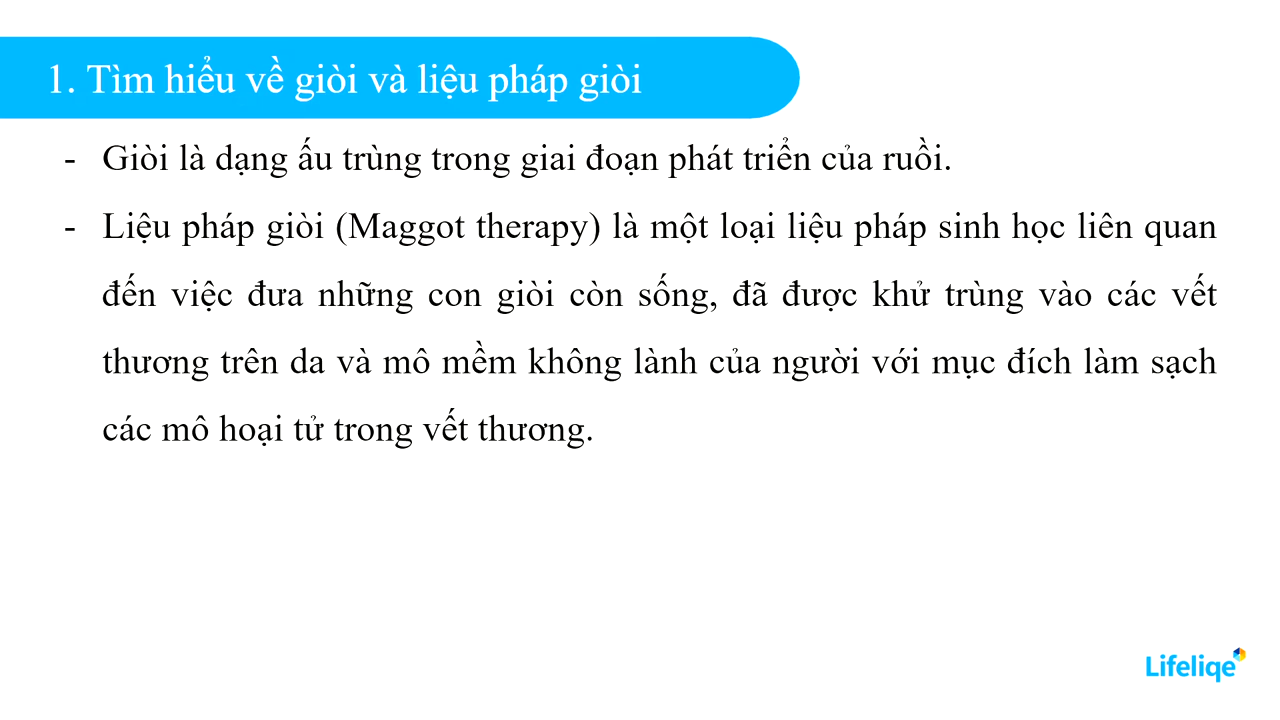 1. Tìm hiểu về giòi và liệu pháp giòi
- Giòi là dạng ấu trùng trong giai đoạn phát triển của ruồi.
- Liệu pháp giòi (Maggot therapy) là một loại liệu pháp sinh học liên quan
đến việc đưa những con giòi còn sống, đã được khử trùng vào các vết
thương trên da và mô mềm không lành của người với mục đích làm sạch
các mô hoại tử trong vết thương.
Lifeliqe